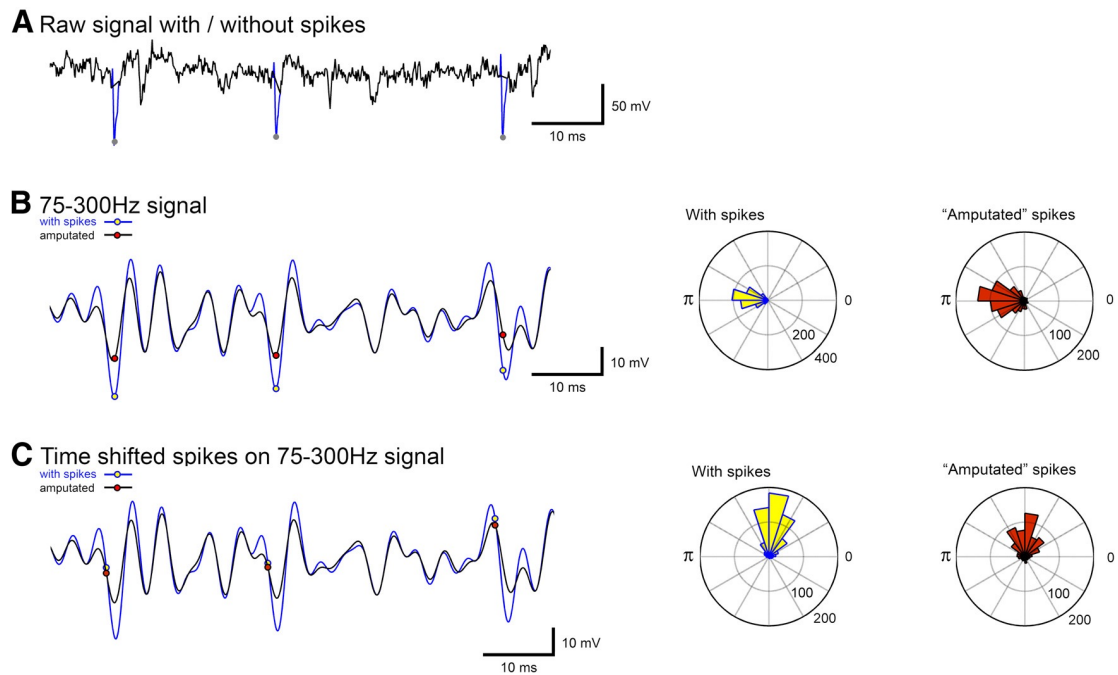 A Raw signal with / without spikes
50 mV
10 ms
B 75-300Hz signal
with spikes
amputated
10 mV
10 ms
With spikes
π
0
200
400
“Amputated” spikes
π
0
100
200
C Time shifted spikes on 75-300Hz signal
with spikes
amputated
10 mV
10 ms
With spikes
π
0
100
200
“Amputated” spikes
π
0
100
200